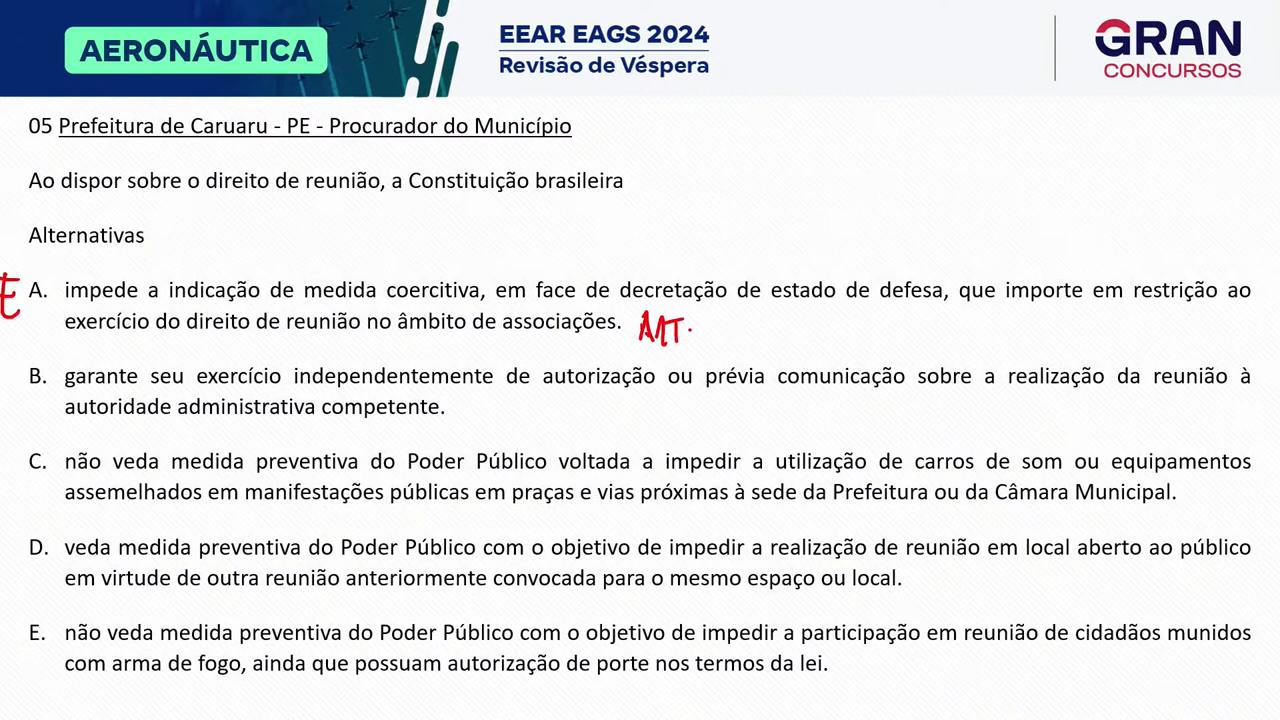 AERONÁUTICA
EEAR EAGS 2024
Revisão de Véspera
GRAN
CONCURSOS
05 Prefeitura de Caruaru - PE - Procurador do Município
Ao dispor sobre o direito de reunião, a Constituição brasileira
Alternativas
E A. impede a indicação de medida coercitiva, em face de decretação de estado de defesa, que importe em restrição ao
exercício do direito de reunião no âmbito de associações.
B. garante seu exercício independentemente de autorização ou prévia comunicação sobre a realização da reunião à
autoridade administrativa competente.
C. não veda medida preventiva do Poder Público voltada a impedir a utilização de carros de som ou equipamentos
assemelhados em manifestações públicas em praças e vias próximas à sede da Prefeitura ou da Câmara Municipal.
D. veda medida preventiva do Poder Público com o objetivo de impedir a realização de reunião em local aberto ao público
em virtude de outra reunião anteriormente convocada para o mesmo espaço ou local.
E. não veda medida preventiva do Poder Público com o objetivo de impedir a participação em reunião de cidadãos munidos
com arma de fogo, ainda que possuam autorização de porte nos termos da lei.